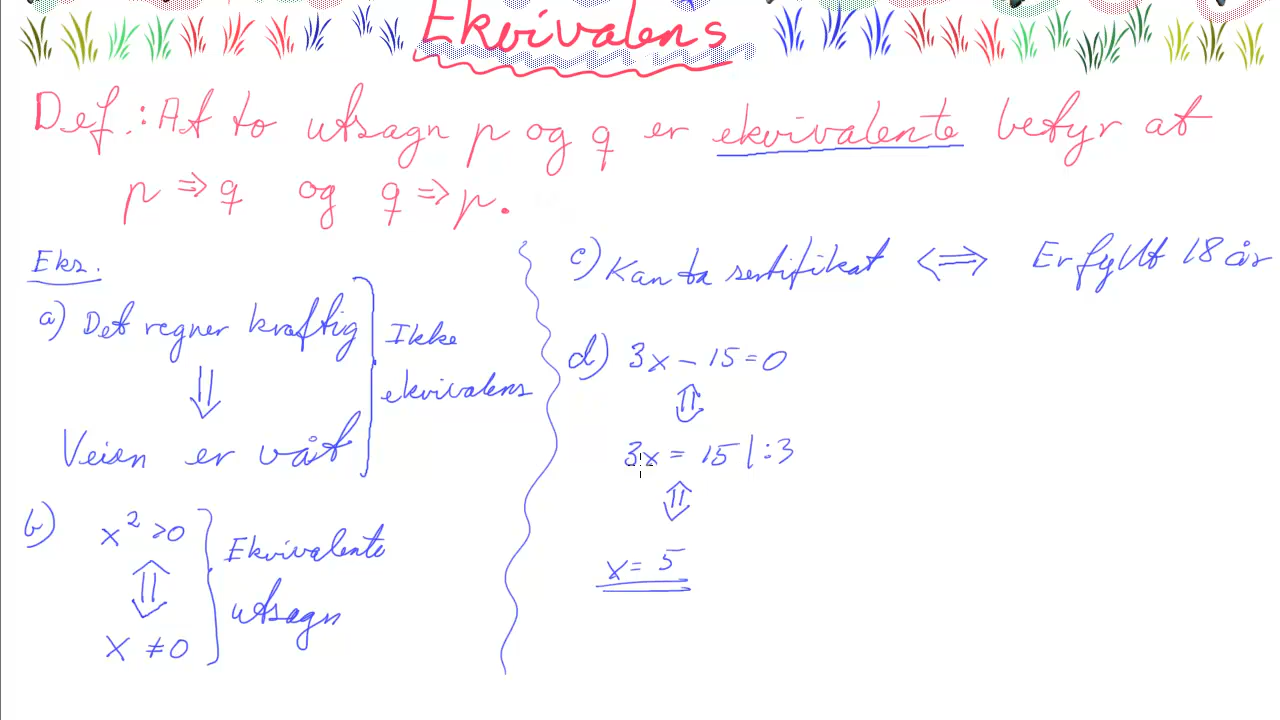 Ekvivalens
Def.: At to utsagn p og q er ekvivalente betyr at
p ⇒ q og q ⇒ p.
Eks.
a) Det regner kraftig
⇓
Veien er våt
Ikke
ekvivalens
b) x² > 0
⇕
x ≠ 0
Ekvivalente
utsagn
c) Kan ta sertifikat ⇔ Er fyllt 18 år
d) 3x - 15 = 0
⇕
3x = 15 | :3
⇕
x = 5